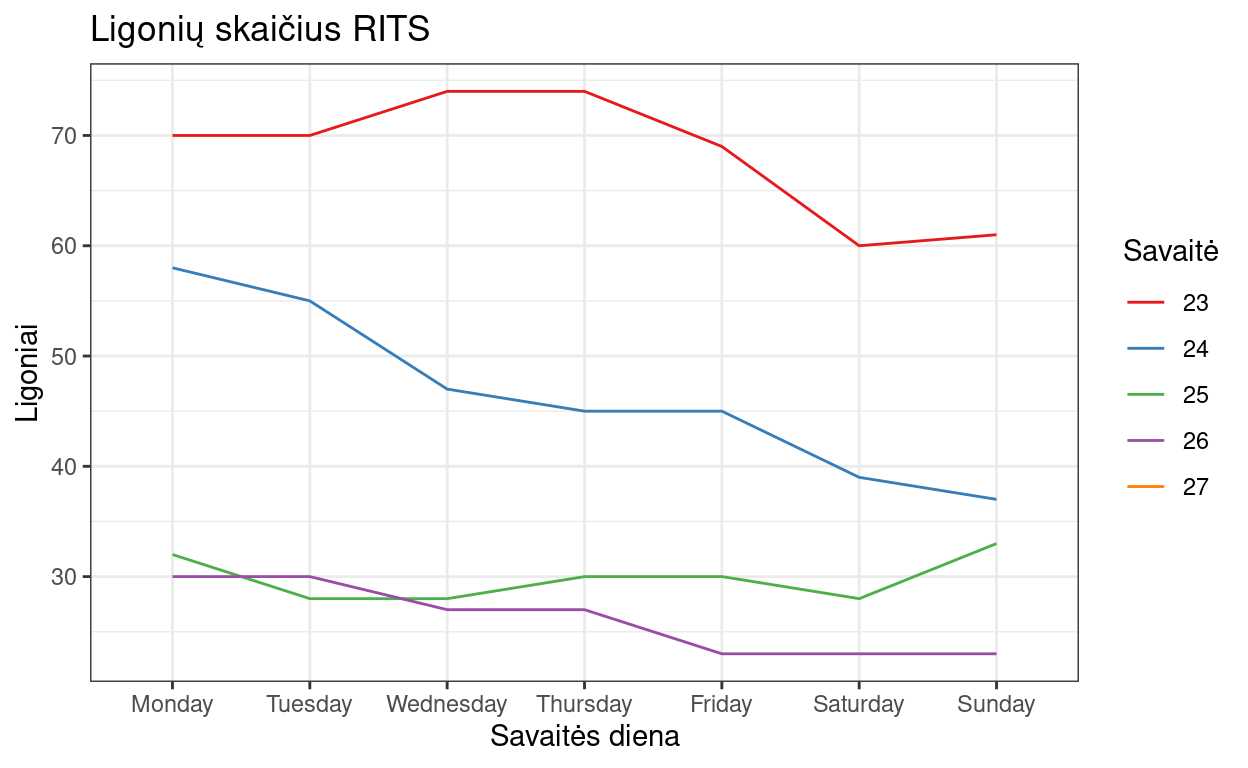 Ligonių skaičius RITS
Ligoniai
70
60
50
40
30
Monday Tuesday Wednesday Thursday Friday Saturday Sunday
Savaitės diena
Savaitė
23
24
25
26
27